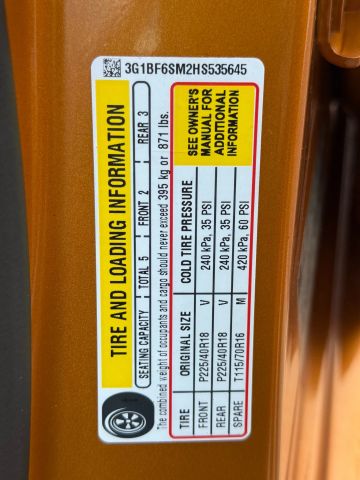 3G1BF6SM2HS535645
TIRE AND LOADING INFORMATION
SEATING CAPACITY TOTAL 5 FRONT 2 REAR 3
The combined weight of occupants and cargo should never exceed 395 kg or 871 lbs.
TIRE ORIGINAL SIZE COLD TIRE PRESSURE
FRONT P225/40R18 V 240 kPa, 35 PSI
REAR P225/40R18 V 240 kPa, 35 PSI
SPARE T115/70R16 M 420 kPa, 60 PSI
SEE OWNER'S
MANUAL FOR
ADDITIONAL
INFORMATION